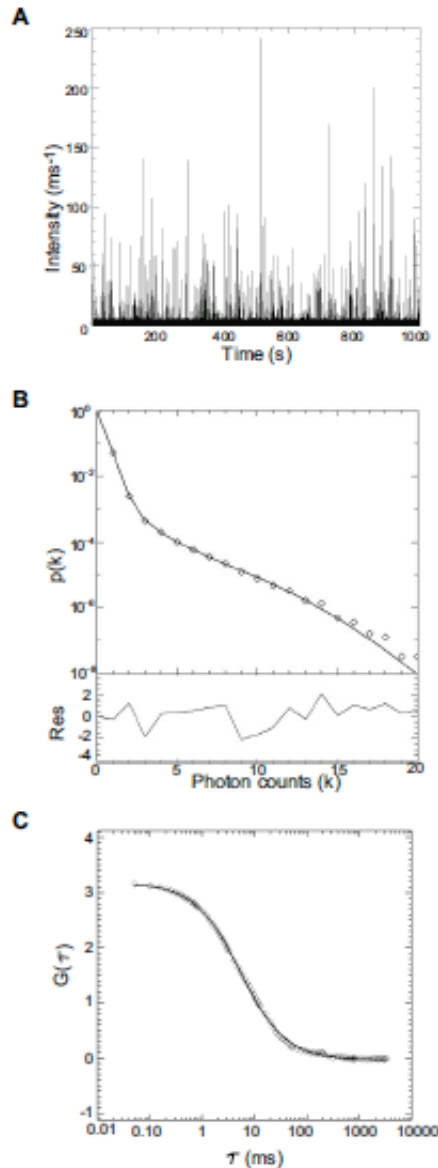 A
250
200
150
100
50
0
Intensity (ms-1)
200 400 600 800 1000
Time (s)
B
10^0
10^-2
10^-4
10^-6
10^-8
p(k)
2
0
-2
-4
Res
0 5 10 15 20
Photon counts (k)
C
4
3
2
1
0
-1
G(τ)
0.01 0.10 1 10 100 1000 10000
τ (ms)